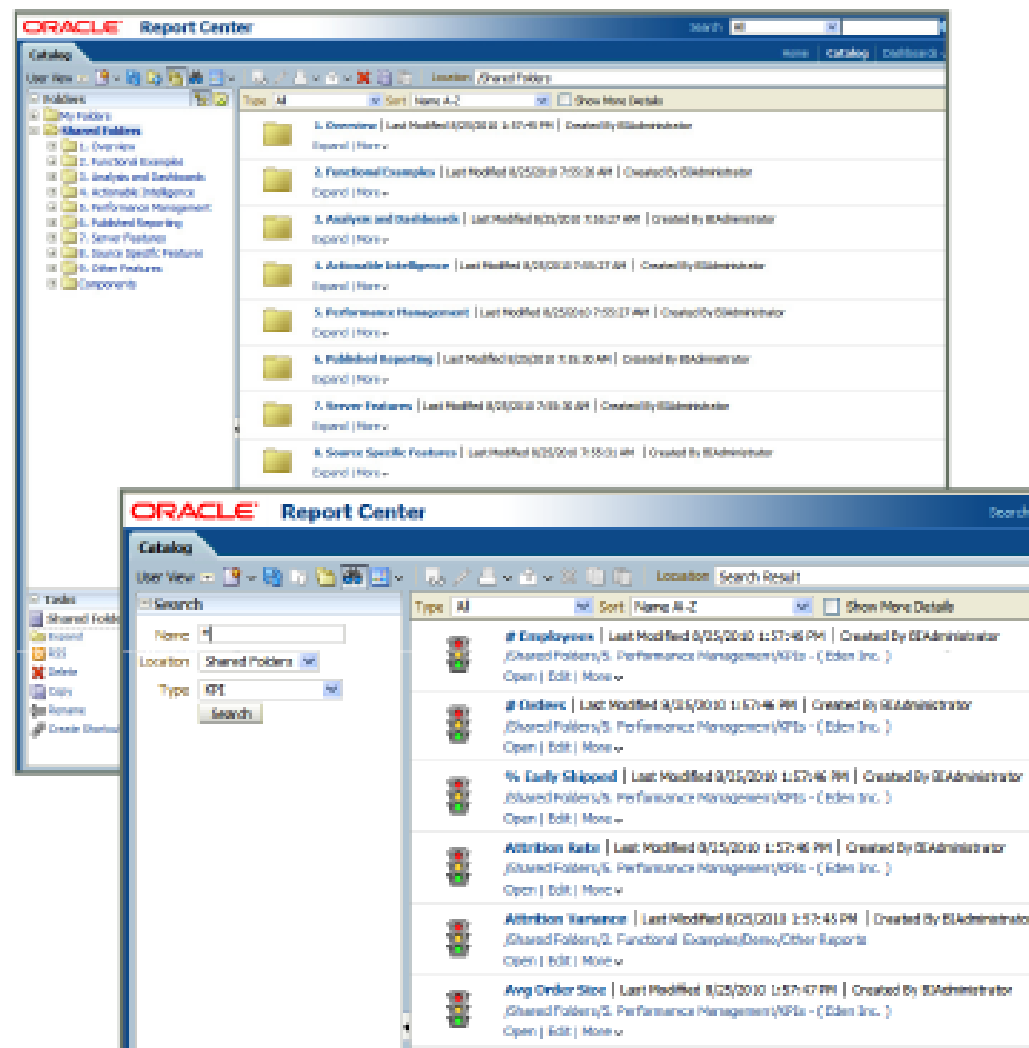 ORACLE Report Center
Search All
Catalog
Home Catalog Dashboards
User View
Location /Shared Folders
Folders
My Folders
Shared Folders
1. Overview
2. Functional Examples
3. Analysis and Dashboards
4. Actionable Intelligence
5. Performance Management
6. Published Reporting
7. Server Features
8. Source Specific Features
9. Other Features
Components
Type All Sort Name A-Z Show More Details
1. Overview | Last Modified 8/25/2010 1:57:45 PM | Created By BIAdministrator
Expand | More
2. Functional Examples | Last Modified 8/25/2010 7:55:26 AM | Created By BIAdministrator
Expand | More
3. Analysis and Dashboards | Last Modified 8/25/2010 7:55:27 AM | Created By BIAdministrator
Expand | More
4. Actionable Intelligence | Last Modified 8/25/2010 7:55:27 AM | Created By BIAdministrator
Expand | More
5. Performance Management | Last Modified 8/25/2010 7:55:27 AM | Created By BIAdministrator
Expand | More
6. Published Reporting | Last Modified 8/25/2010 7:55:30 AM | Created By BIAdministrator
Expand | More
7. Server Features | Last Modified 8/25/2010 7:55:30 AM | Created By BIAdministrator
Expand | More
8. Source Specific Features | Last Modified 8/25/2010 7:55:31 AM | Created By BIAdministrator
Expand | More
Tasks
Shared Folde
Expand
RSS
Delete
Copy
Rename
Create Shortcu
ORACLE Report Center
Search
Catalog
User View
Location Search Result
Search
Name *
Location Shared Folders
Type KPI
Search
Type All Sort Name A-Z Show More Details
# Employees | Last Modified 8/25/2010 1:57:46 PM | Created By BIAdministrator
/Shared Folders/5. Performance Management/KPIs - ( Eden Inc. )
Open | Edit | More
# Orders | Last Modified 8/25/2010 1:57:46 PM | Created By BIAdministrator
/Shared Folders/5. Performance Management/KPIs - ( Eden Inc. )
Open | Edit | More
% Early Shipped | Last Modified 8/25/2010 1:57:46 PM | Created By BIAdministrator
/Shared Folders/5. Performance Management/KPIs - ( Eden Inc. )
Open | Edit | More
Attrition Rate | Last Modified 8/25/2010 1:57:46 PM | Created By BIAdministrator
/Shared Folders/5. Performance Management/KPIs - ( Eden Inc. )
Open | Edit | More
Attrition Variance | Last Modified 8/25/2010 1:57:45 PM | Created By BIAdministrato
/Shared Folders/2. Functional Examples/Demo/Other Reports
Open | Edit | More
Avg Order Size | Last Modified 8/25/2010 1:57:47 PM | Created By BIAdministrator
/Shared Folders/5. Performance Management/KPIs - ( Eden Inc. )
Open | Edit | More